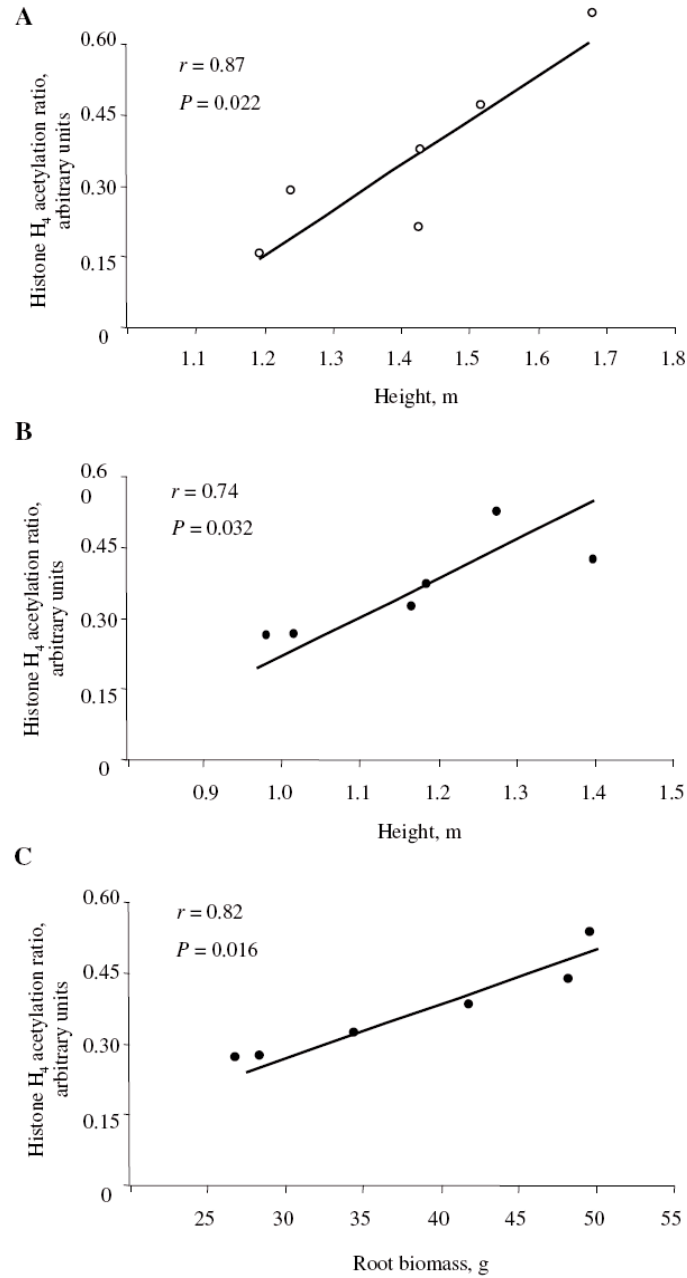 A
Histone H4 acetylation ratio,
arbitrary units
0.60
0.45
0.30
0.15
0
r = 0.87
P = 0.022
1.1 1.2 1.3 1.4 1.5 1.6 1.7 1.8
Height, m
B
Histone H4 acetylation ratio,
arbitrary units
0.6
0
0.45
0.30
0.15
0
r = 0.74
P = 0.032
0.9 1.0 1.1 1.2 1.3 1.4 1.5
Height, m
C
Histone H4 acetylation ratio,
arbitrary units
0.60
0.45
0.30
0.15
0
r = 0.82
P = 0.016
25 30 35 40 45 50 55
Root biomass, g